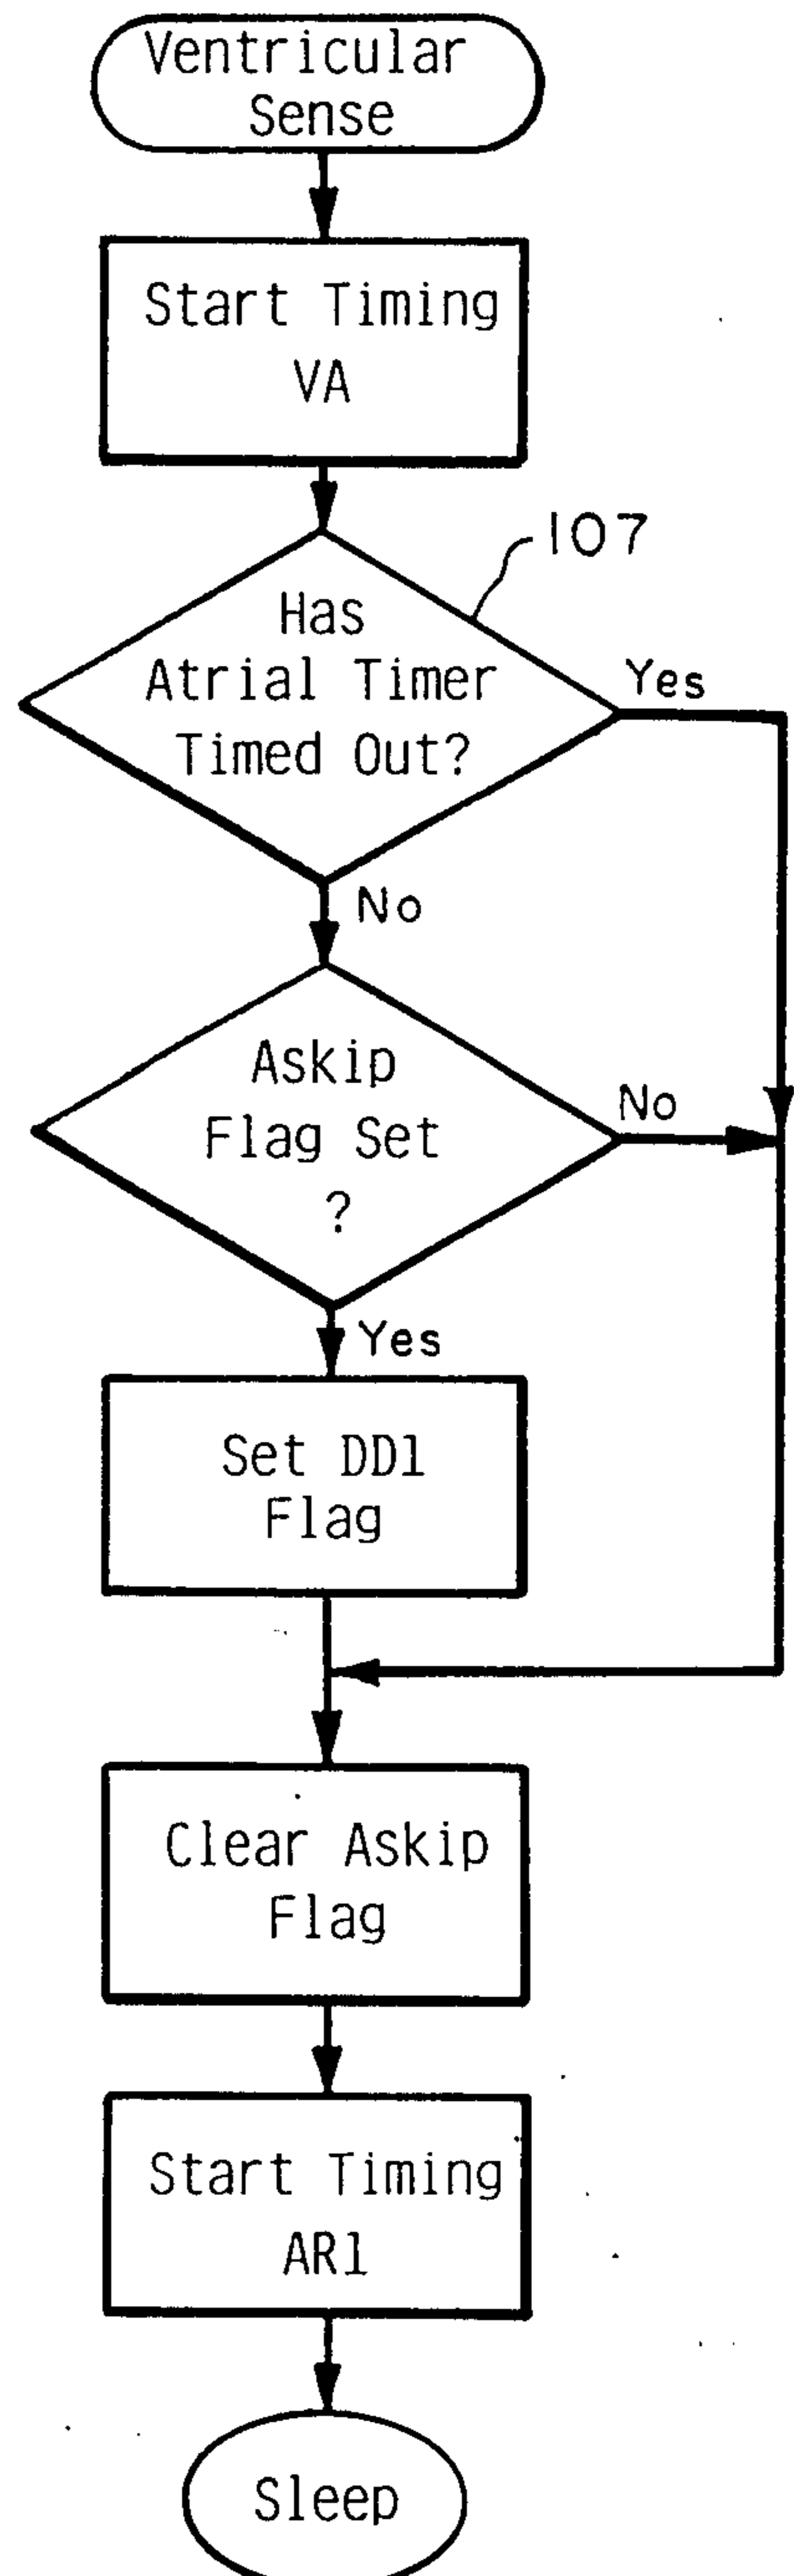 Ventricular
Sense
Start Timing
VA
107
Has
Atrial Timer
Timed Out?
Yes
No
Askip
Flag Set
?
No
Yes
Set DD1
Flag
Clear Askip
Flag
Start Timing
AR1
Sleep